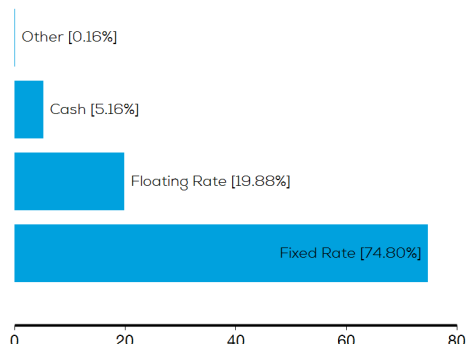 Other [0.16%]
Cash [5.16%]
Floating Rate [19.88%]
Fixed Rate [74.80%]
0 20 40 60 80